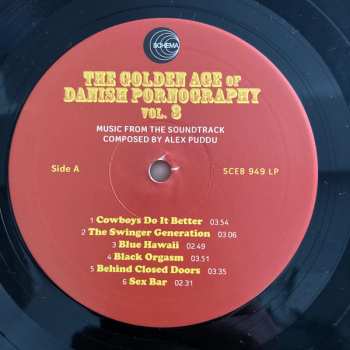 SCHEMA
THE GOLDEN AGE OF
DANISH PORNOGRAPHY
VOL. 3
MUSIC FROM THE SOUNDTRACK
COMPOSED BY ALEX PUDDU
Side A
SCEB 949 LP
1 Cowboys Do It Better 03.54
2 The Swinger Generation 03.06
3 Blue Hawaii 02.49
4 Black Orgasm 03.51
5 Behind Closed Doors 03.35
6 Sex Bar 02.31